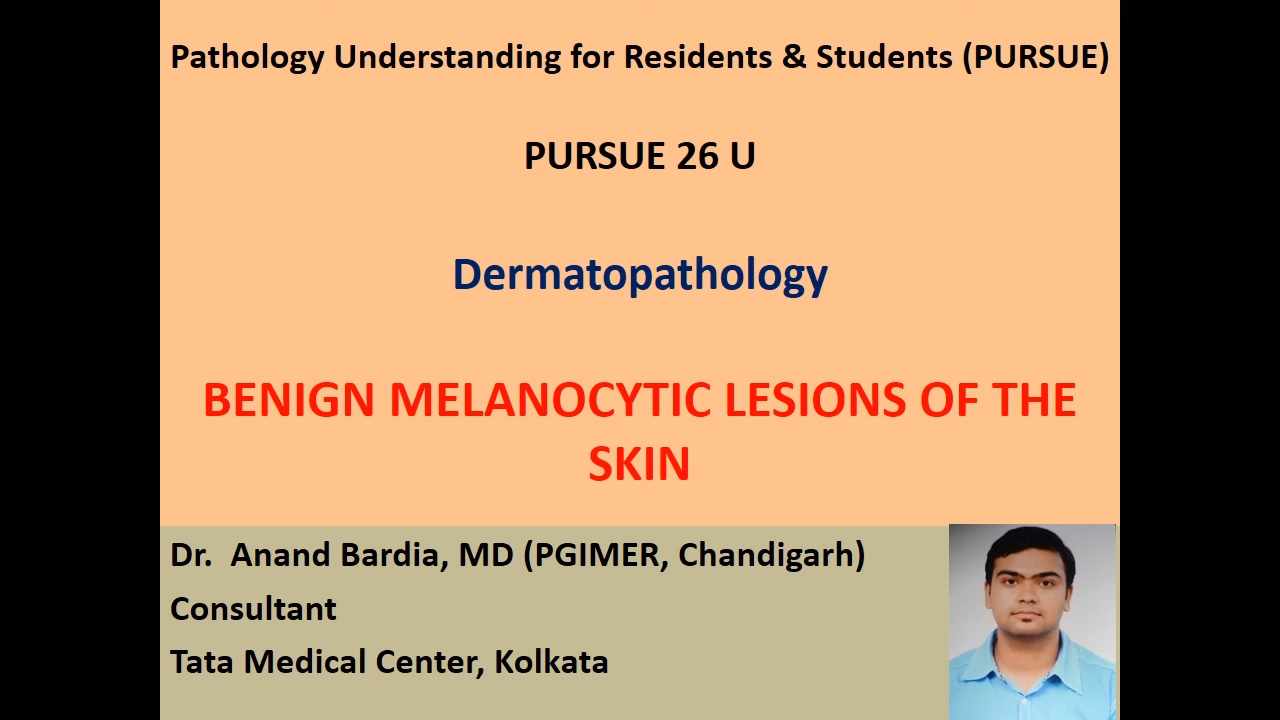 Pathology Understanding for Residents & Students (PURSUE)
PURSUE 26 U
Dermatopathology
BENIGN MELANOCYTIC LESIONS OF THE
SKIN
Dr.  Anand Bardia, MD (PGIMER, Chandigarh)
Consultant
Tata Medical Center, Kolkata